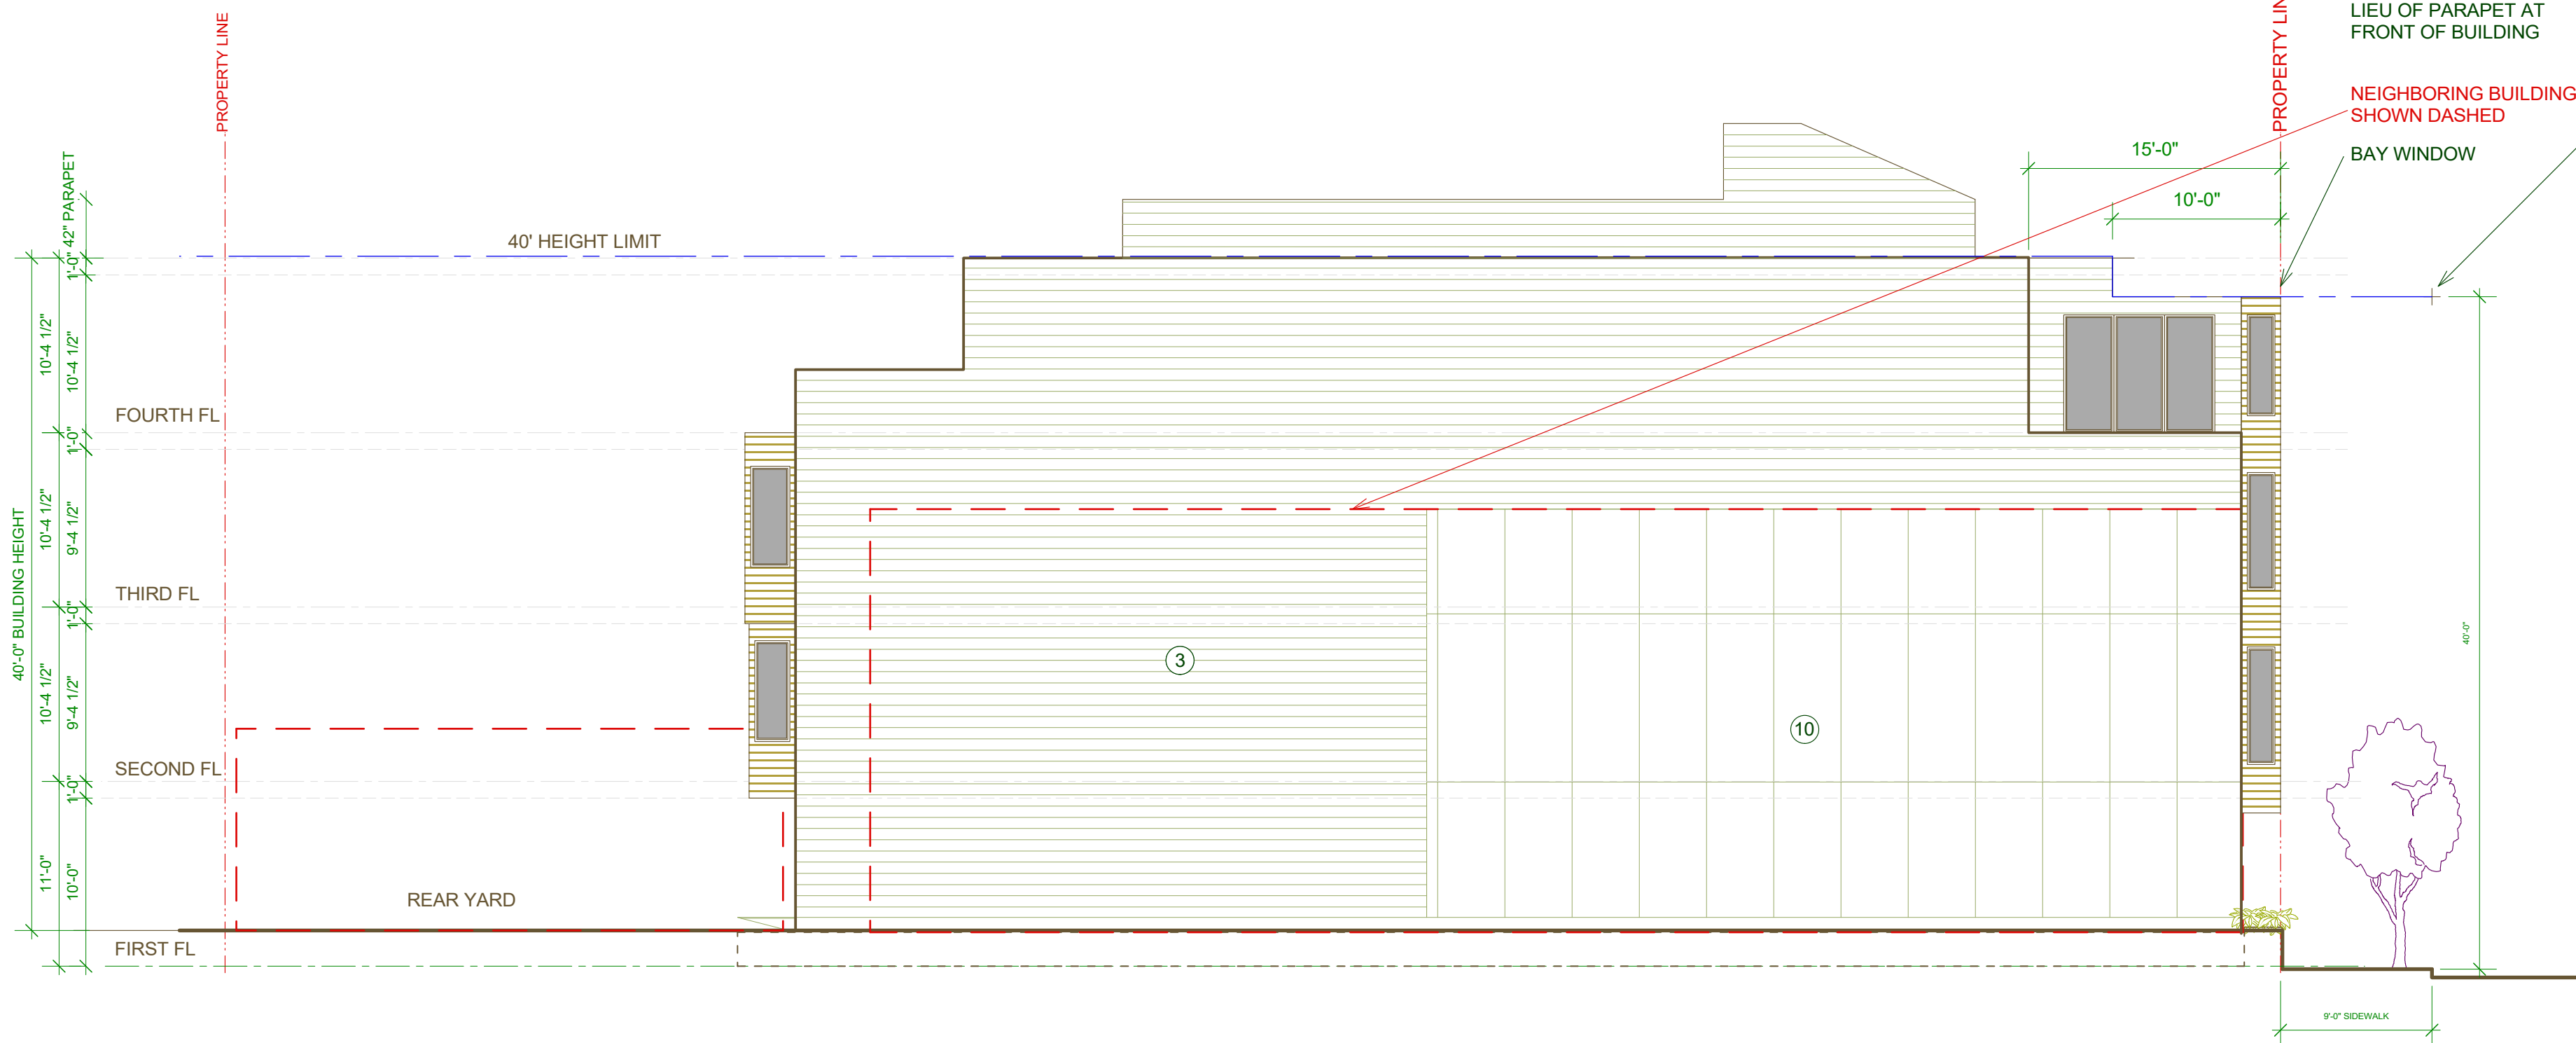 PROPERTY LINE
PROPERTY LIN
LIEU OF PARAPET AT
FRONT OF BUILDING
NEIGHBORING BUILDING
SHOWN DASHED
BAY WINDOW
15'-0"
10'-0"
40' HEIGHT LIMIT
42" PARAPET
1'-0"
10'-4 1/2"
10'-4 1/2"
FOURTH FL
1'-0"
10'-4 1/2"
9'-4 1/2"
40'-0" BUILDING HEIGHT
THIRD FL
1'-0"
10'-4 1/2"
9'-4 1/2"
3
10
40'-0"
SECOND FL
1'-0"
11'-0"
10'-0"
REAR YARD
FIRST FL
9'-0" SIDEWALK